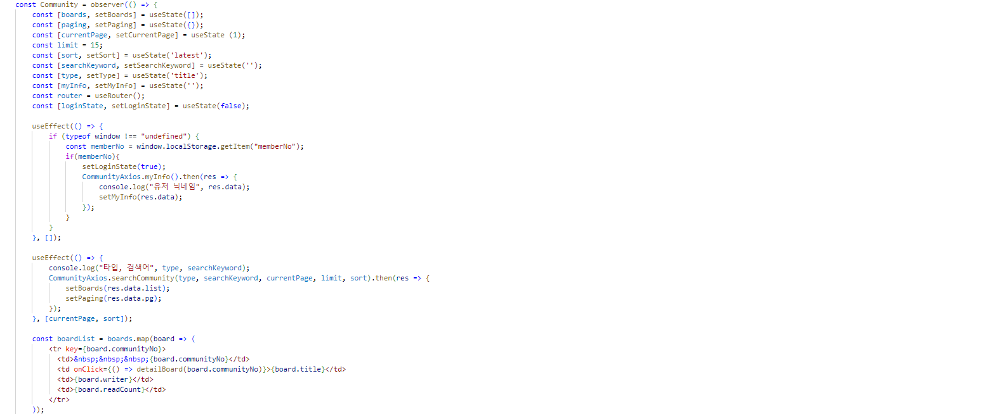 const Community = observer(() => {
const [boards, setBoards] = useState([]);
const [paging, setPaging] = useState({});
const [currentPage, setCurrentPage] = useState (1);
const limit = 15;
const [sort, setSort] = useState('latest');
const [searchKeyword, setSearchKeyword] = useState('');
const [type, setType] = useState('title');
const [myInfo, setMyInfo] = useState('');
const router = useRouter();
const [loginState, setLoginState] = useState(false);
useEffect(() => {
if (typeof window !== "undefined") {
const memberNo = window.localStorage.getItem("memberNo");
if(memberNo){
setLoginState(true);
CommunityAxios.myInfo().then(res => {
console.log("유저 닉네임", res.data);
setMyInfo(res.data);
});
}
}
}, []);
useEffect(() => {
console.log("타입, 검색어", type, searchKeyword);
CommunityAxios.searchCommunity(type, searchKeyword, currentPage, limit, sort).then(res => {
setBoards(res.data.list);
setPaging(res.data.pg);
});
}, [currentPage, sort]);
const boardList = boards.map(board => (
<tr key={board.communityNo}>
<td>&nbsp;&nbsp;&nbsp;{board.communityNo}</td>
<td onClick={() => detailBoard(board.communityNo)}>{board.title}</td>
<td>{board.writer}</td>
<td>{board.readCount}</td>
</tr>
));